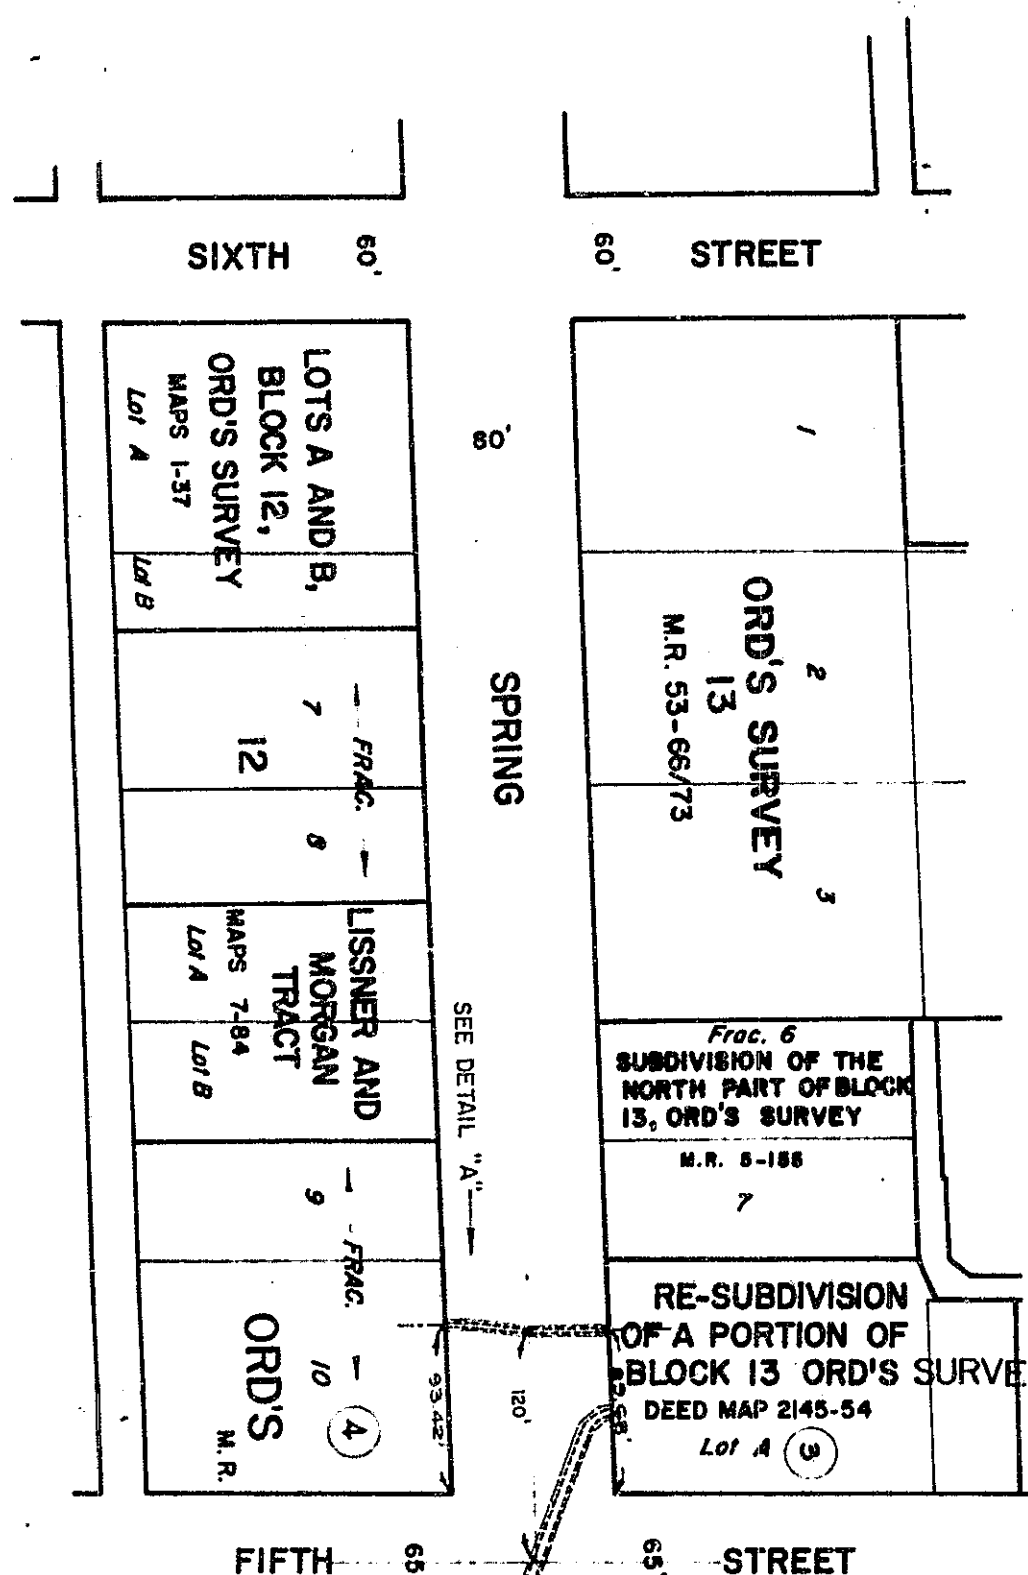 SIXTH 60' 60' STREET
LOTS A AND B,
BLOCK 12,
ORD'S SURVEY
MAPS 1-37
Lot A
Lot B
80'
1
ORD'S SURVEY
13
M.R. 53-66/73
2
3
SPRING
FRAC.
7
12
8
LISSNER AND
MORGAN
TRACT
MAPS 7-84
Lot A
Lot B
SEE DETAIL "A"
Frac. 6
SUBDIVISION OF THE
NORTH PART OF BLOCK
13, ORD'S SURVEY
M.R. 5-155
7
FRAC.
9
10
ORD'S
M.R.
4
93.42'
120'
RE-SUBDIVISION
OF A PORTION OF
BLOCK 13 ORD'S SURVE
DEED MAP 2145-54
Lot A 3
FIFTH 65 65' STREET